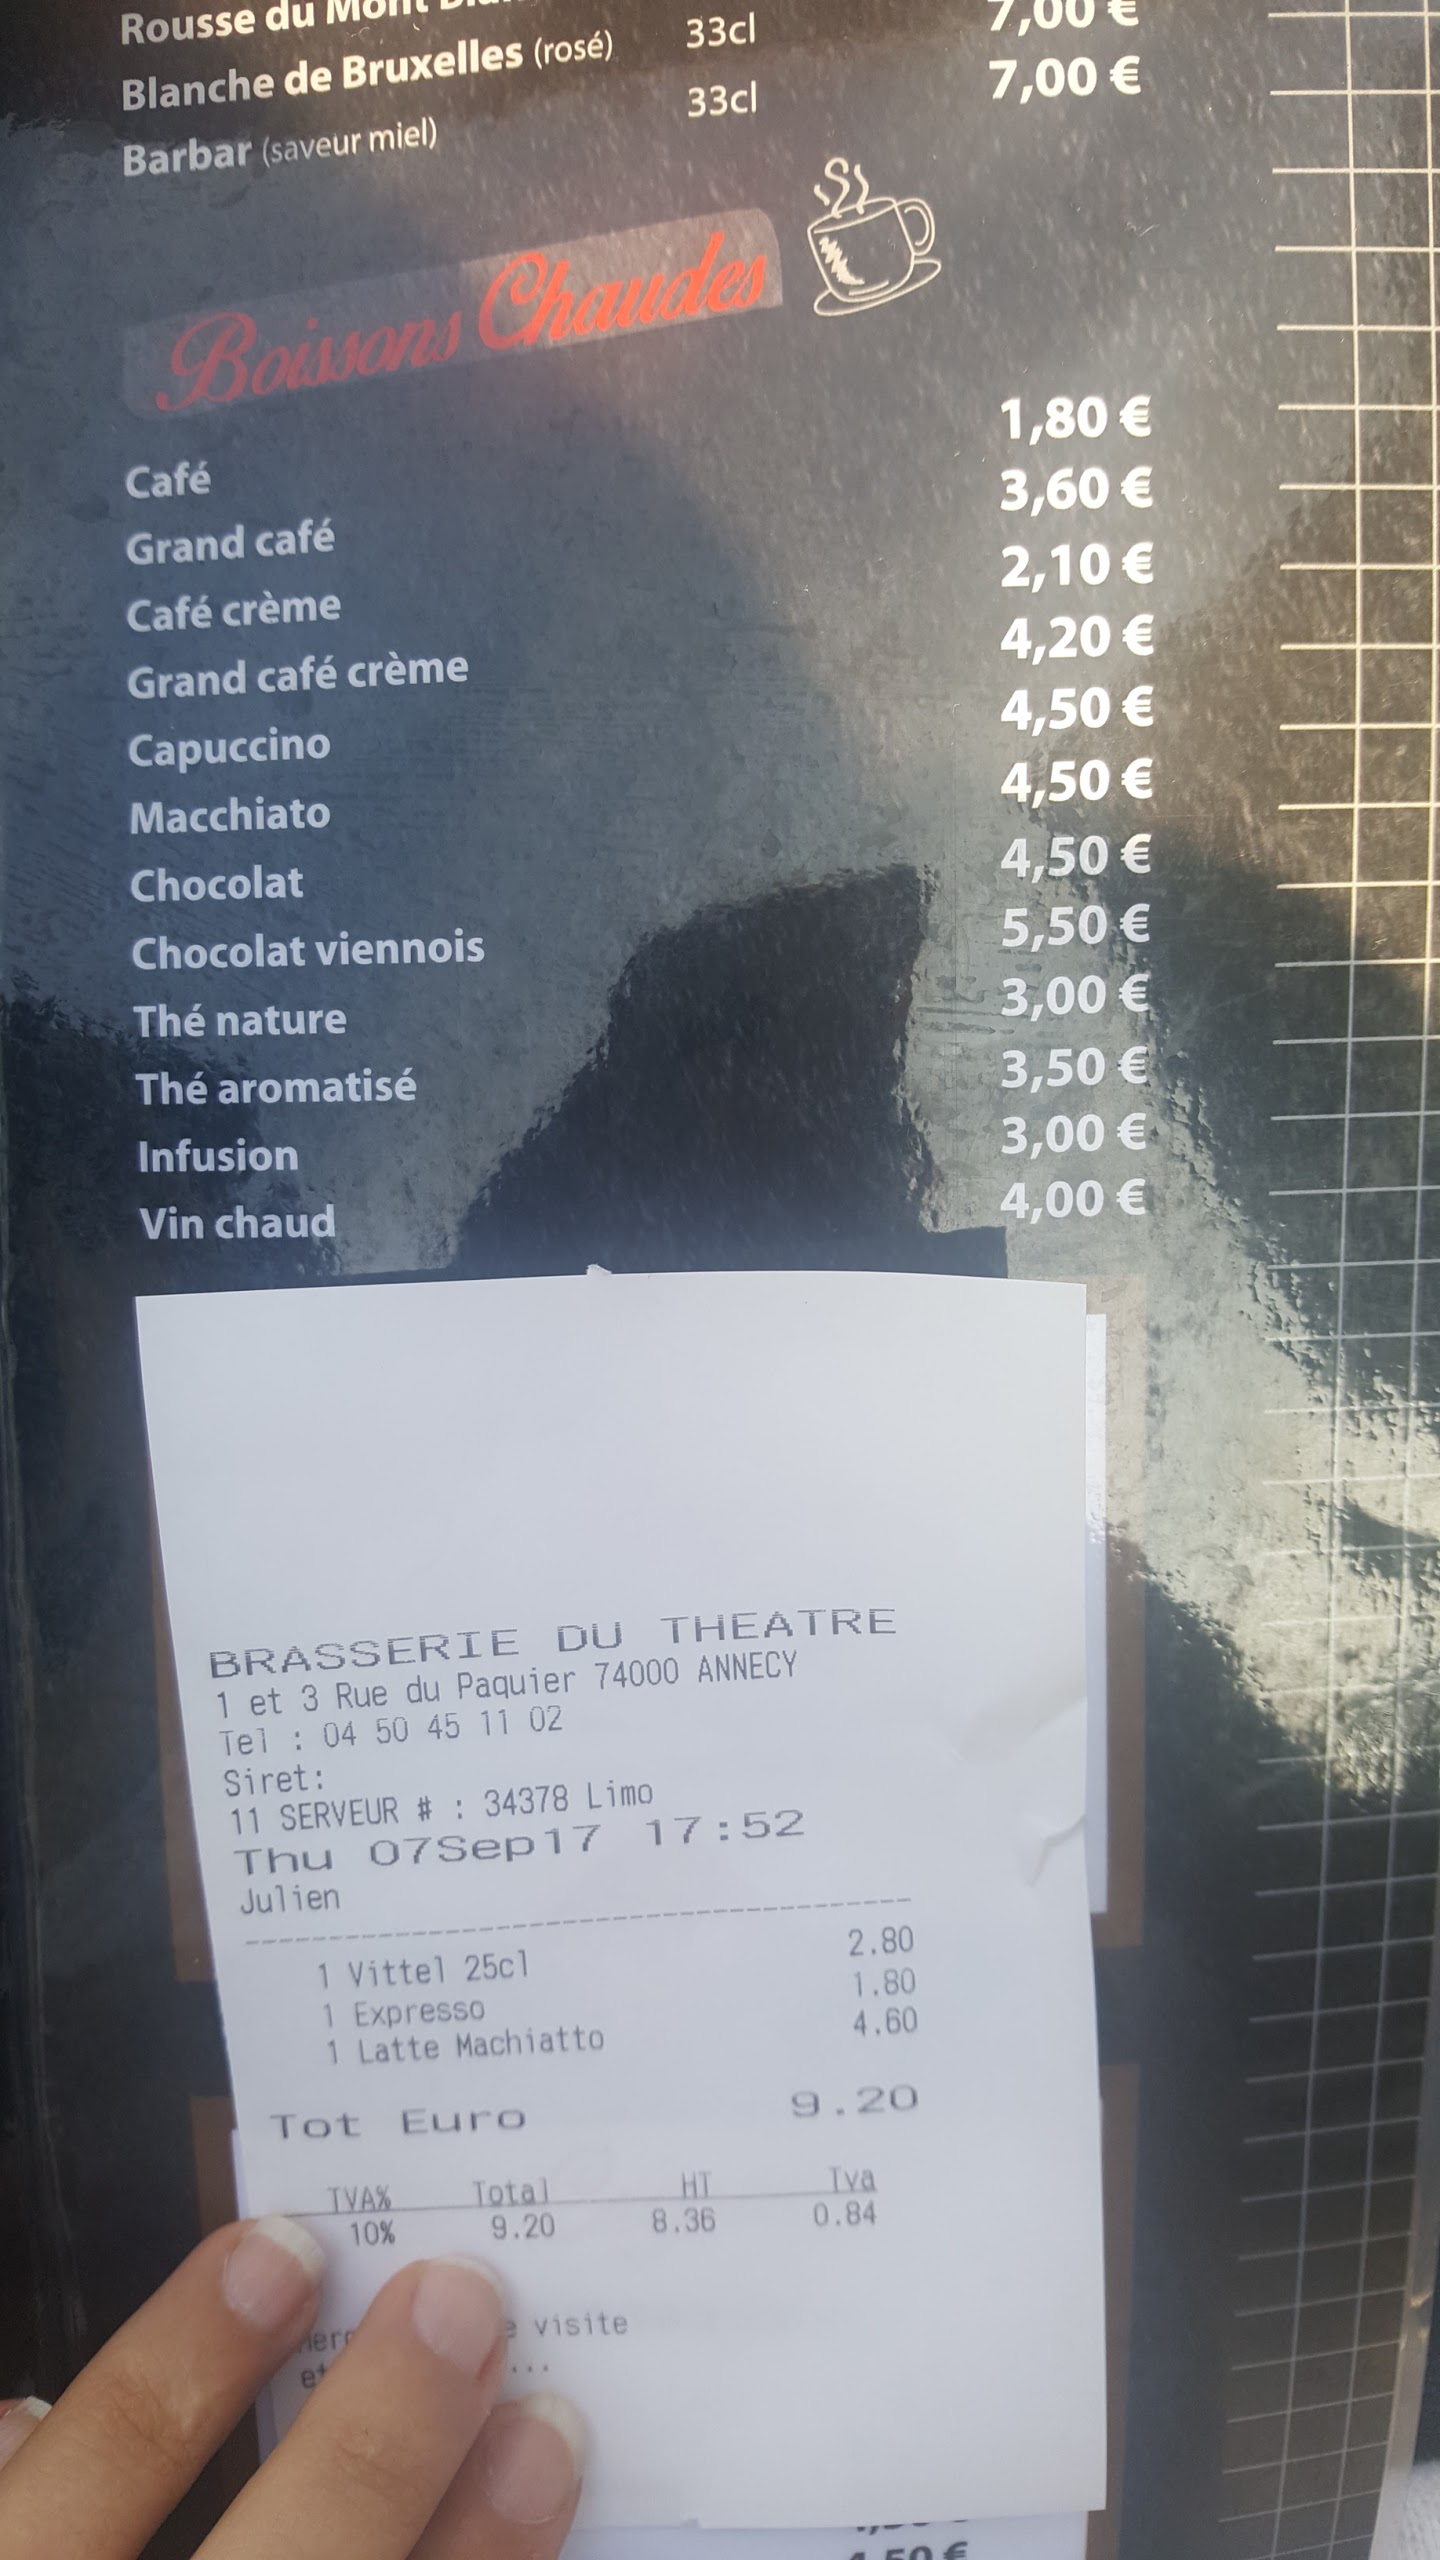 Rousse du Mont
7,00 €
Blanche de Bruxelles (rosé) 33cl 7,00 €
Barbar (saveur miel) 33cl
Boissons Chaudes
Café 1,80 €
Grand café 3,60 €
Café crème 2,10 €
Grand café crème 4,20 €
Capuccino 4,50 €
Macchiato 4,50 €
Chocolat 4,50 €
Chocolat viennois 5,50 €
Thé nature 3,00 €
Thé aromatisé 3,50 €
Infusion 3,00 €
Vin chaud 4,00 €
BRASSERIE DU THEATRE
1 et 3 Rue du Paquier 74000 ANNECY
Tel : 04 50 45 11 02
Siret:
11 SERVEUR # : 34378 Limo
Thu 07Sep17 17:52
Julien
1 Vittel 25cl 2.80
1 Expresso 1.80
1 Latte Machiatto 4.60
Tot Euro 9.20
TVA% Total HT Tva
10% 9.20 8.36 0.84
visite
...